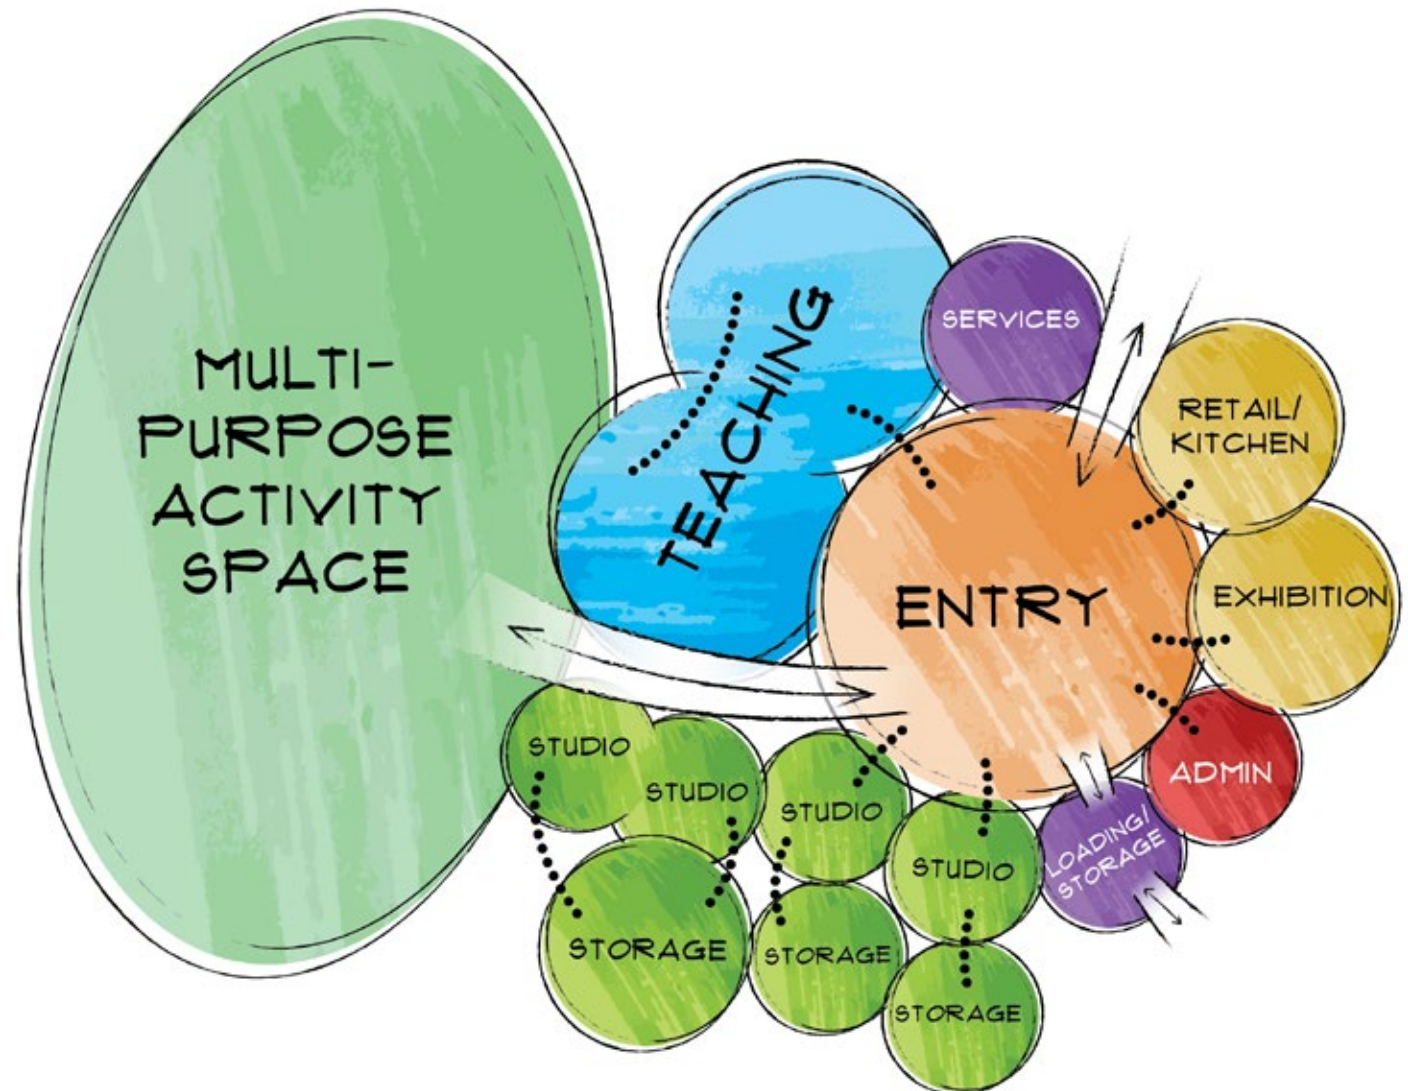 MULTI-
PURPOSE
ACTIVITY
SPACE
TEACHING
SERVICES
RETAIL/
KITCHEN
ENTRY
EXHIBITION
ADMIN
LOADING/
STORAGE
STUDIO
STUDIO
STUDIO
STUDIO
STORAGE
STORAGE
STORAGE